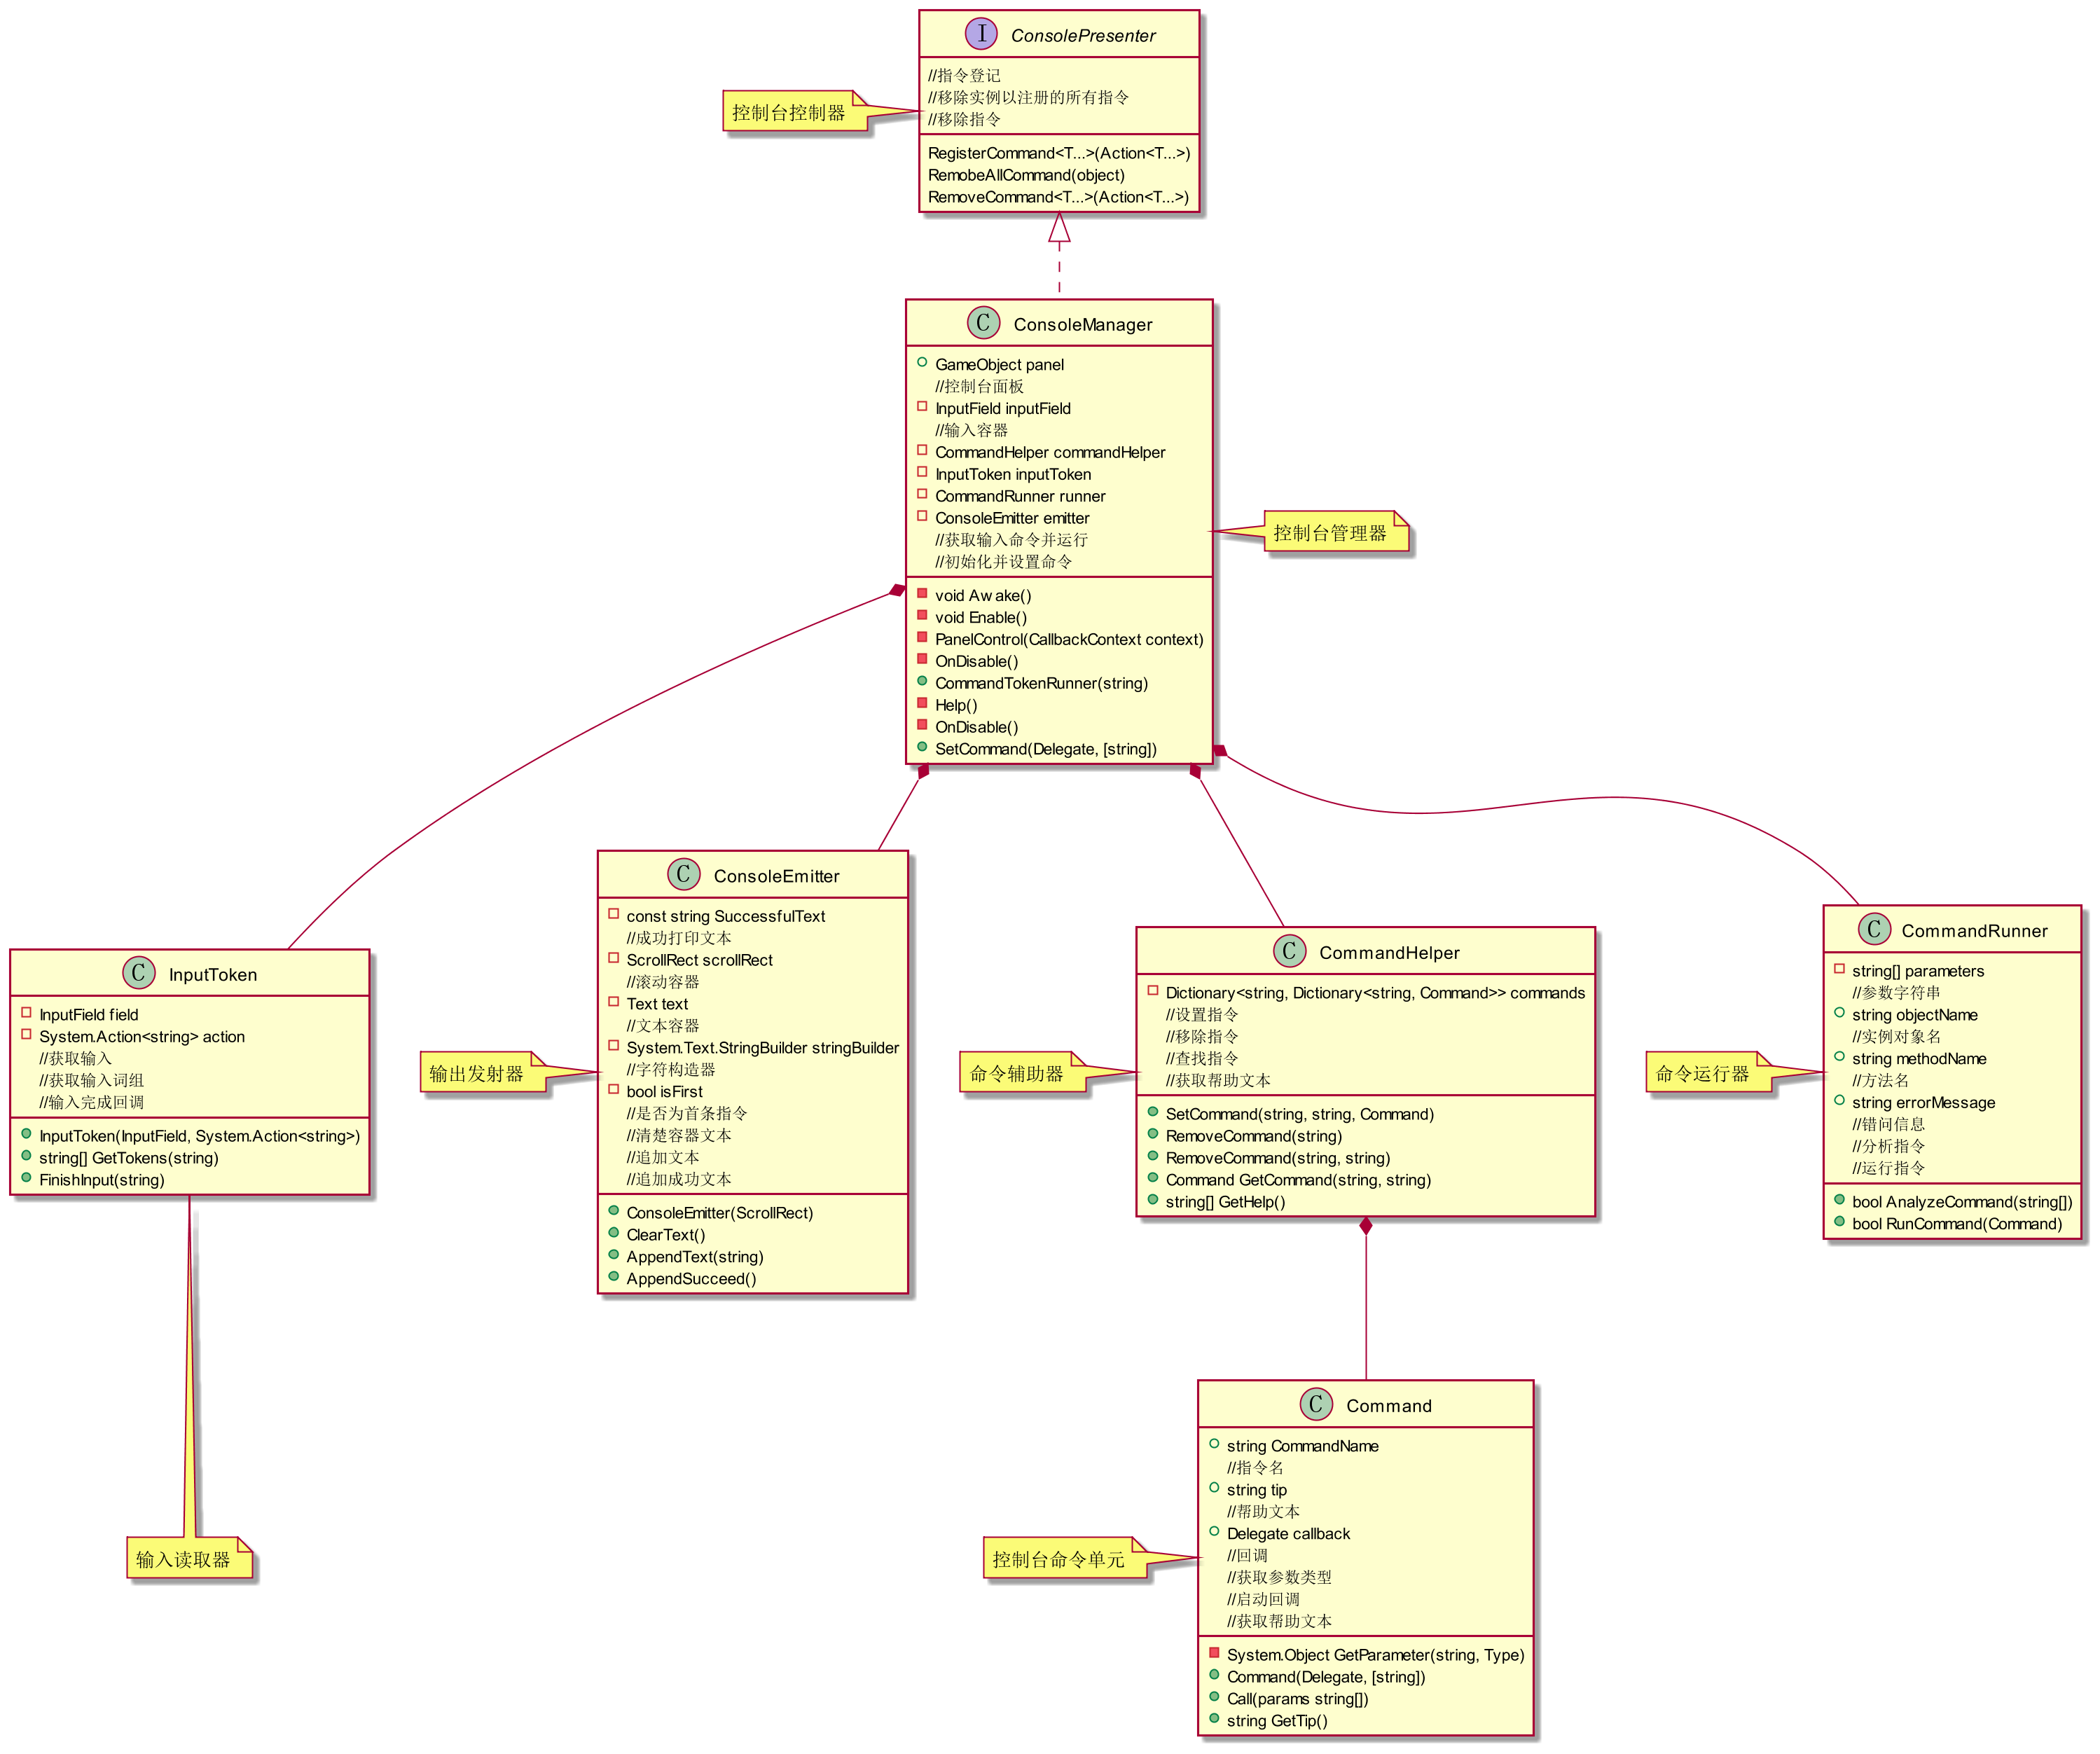 I ConsolePresenter
//指令登记
//移除实例以注册的所有指令
//移除指令
RegisterCommand<T...>(Action<T...>)
RemobeAllCommand(object)
RemoveCommand<T...>(Action<T...>)
控制台控制器
C ConsoleManager
GameObject panel
//控制台面板
InputField inputField
//输入容器
CommandHelper commandHelper
InputToken inputToken
CommandRunner runner
ConsoleEmitter emitter
//获取输入命令并运行
//初始化并设置命令
void Awake()
void Enable()
PanelControl(CallbackContext context)
OnDisable()
CommandTokenRunner(string)
Help()
OnDisable()
SetCommand(Delegate, [string])
控制台管理器
C InputToken
InputField field
System.Action<string> action
//获取输入
//获取输入词组
//输入完成回调
InputToken(InputField, System.Action<string>)
string[] GetTokens(string)
FinishInput(string)
输入读取器
C ConsoleEmitter
const string SuccessfulText
//成功打印文本
ScrollRect scrollRect
//滚动容器
Text text
//文本容器
System.Text.StringBuilder stringBuilder
//字符构造器
bool isFirst
//是否为首条指令
//清楚容器文本
//追加文本
//追加成功文本
ConsoleEmitter(ScrollRect)
ClearText()
AppendText(string)
AppendSucceed()
输出发射器
C CommandHelper
Dictionary<string, Dictionary<string, Command>> commands
//设置指令
//移除指令
//查找指令
//获取帮助文本
SetCommand(string, string, Command)
RemoveCommand(string)
RemoveCommand(string, string)
Command GetCommand(string, string)
string[] GetHelp()
命令辅助器
C CommandRunner
string[] parameters
//参数字符串
string objectName
//实例对象名
string methodName
//方法名
string errorMessage
//错问信息
//分析指令
//运行指令
bool AnalyzeCommand(string[])
bool RunCommand(Command)
命令运行器
C Command
string CommandName
//指令名
string tip
//帮助文本
Delegate callback
//回调
//获取参数类型
//启动回调
//获取帮助文本
System.Object GetParameter(string, Type)
Command(Delegate, [string])
Call(params string[])
string GetTip()
控制台命令单元